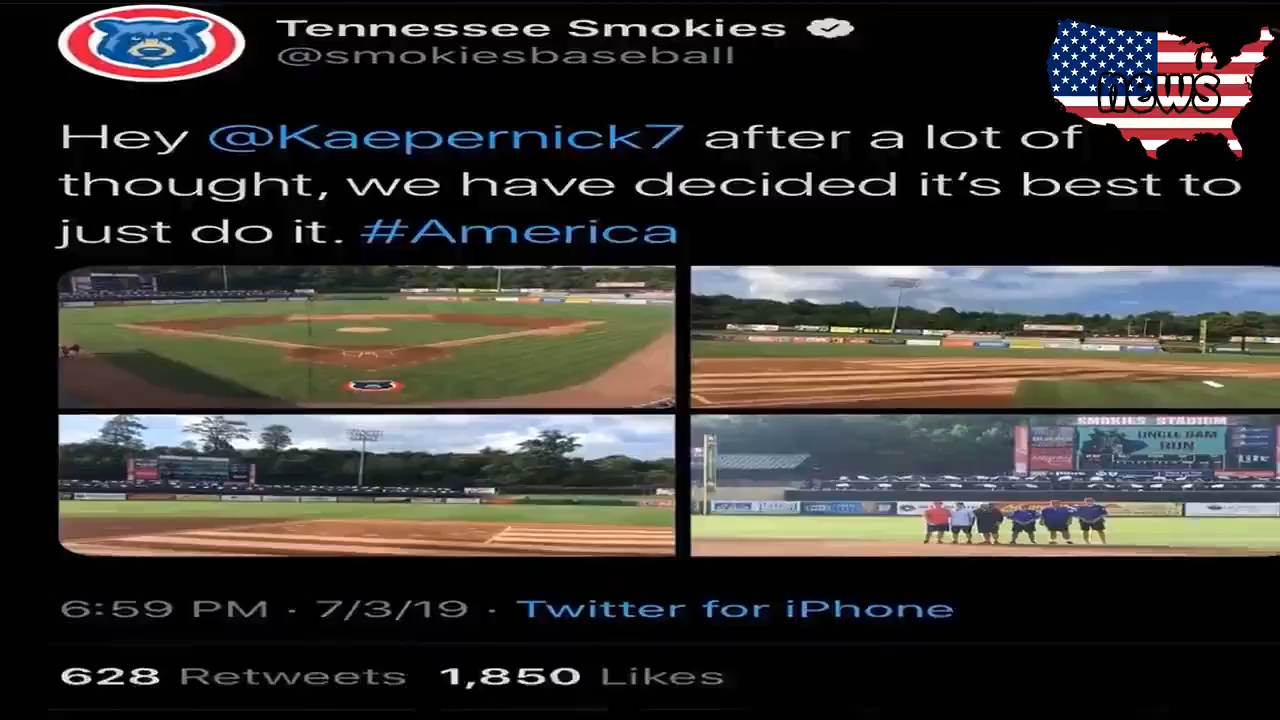 Tennessee Smokies
@smokiesbaseball
news
Hey @Kaepernick7 after a lot of
thought, we have decided it's best to
just do it. #America
SMOKIES STADIUM
UNCLE SAM
RUN
Lite
6:59 PM · 7/3/19 · Twitter for iPhone
628 Retweets 1,850 Likes